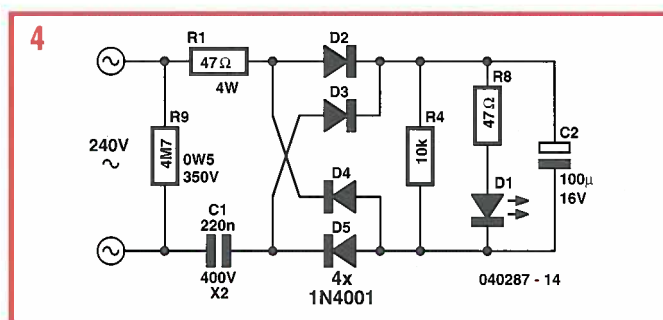 4
R1
47Ω
4W
D2
D3
R9
4M7
0W5
350V
240V
~
R4
10k
R8
47Ω
C2
100µ
16V
D4
D1
C1
220n
400V
X2
D5
4x
1N4001
040287 - 14